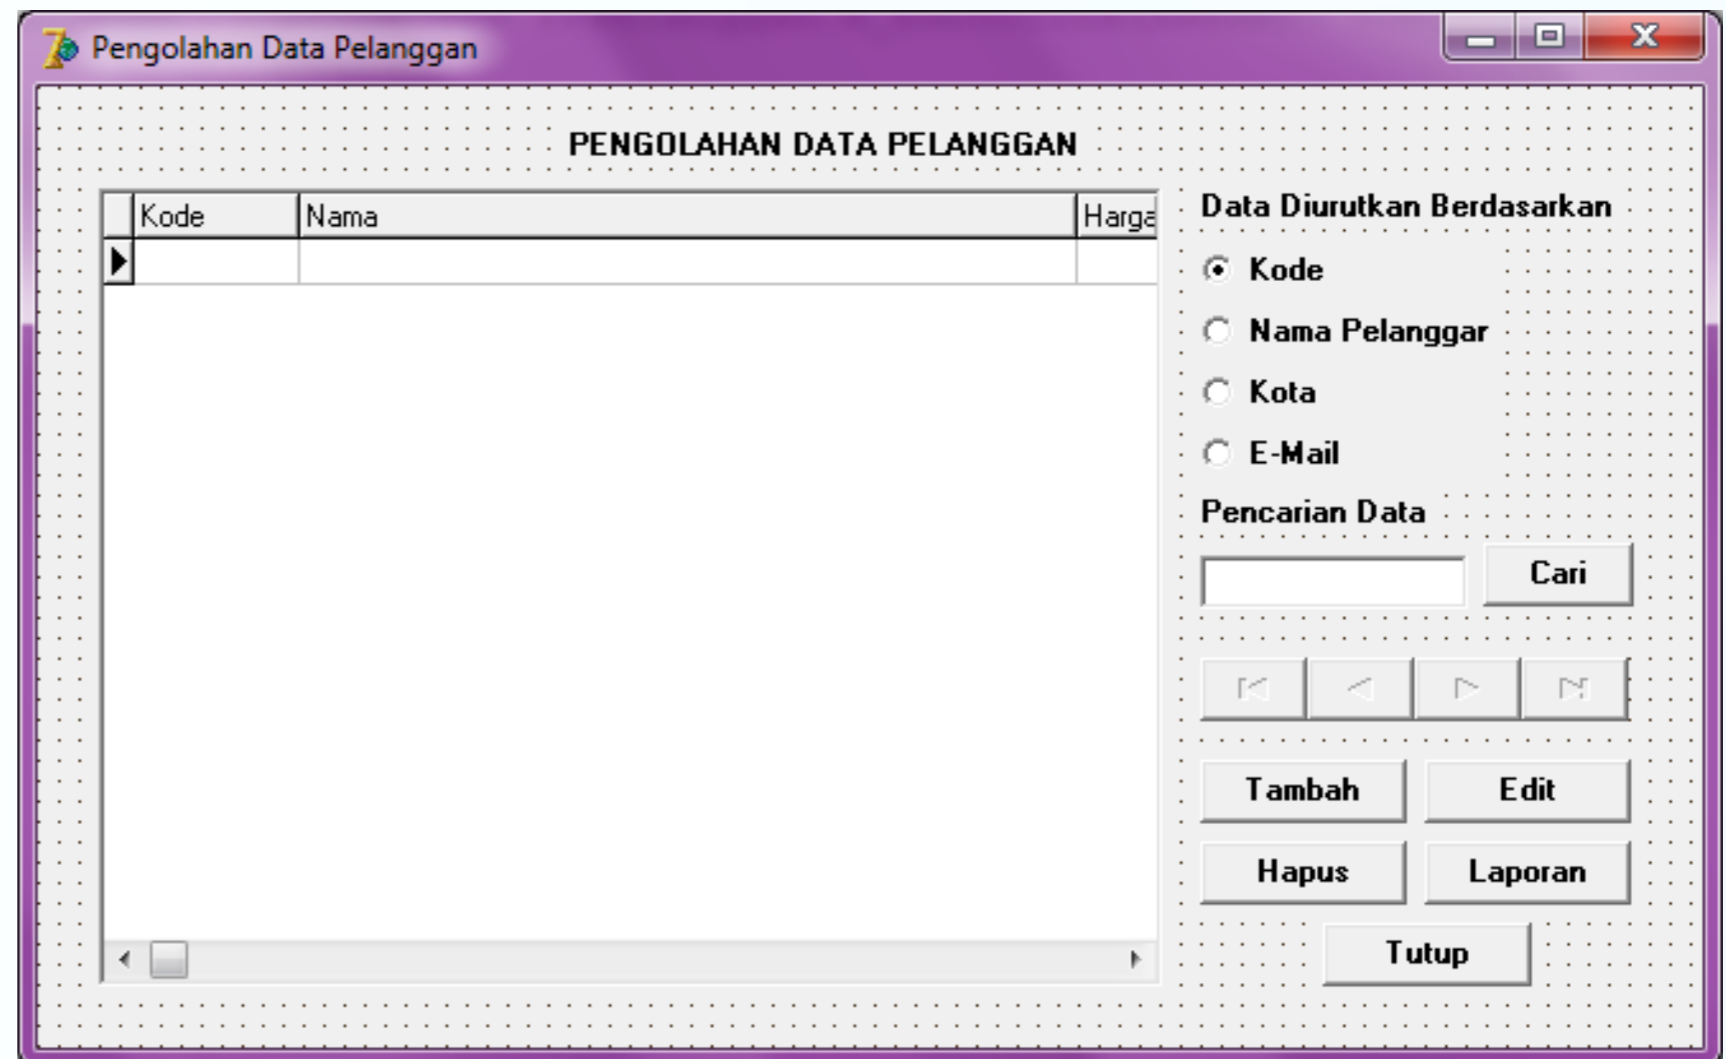 Pengolahan Data Pelanggan
PENGOLAHAN DATA PELANGGAN
Kode Nama Harga
Data Diurutkan Berdasarkan
Kode
Nama Pelanggar
Kota
E-Mail
Pencarian Data
Cari
Tambah Edit
Hapus Laporan
Tutup